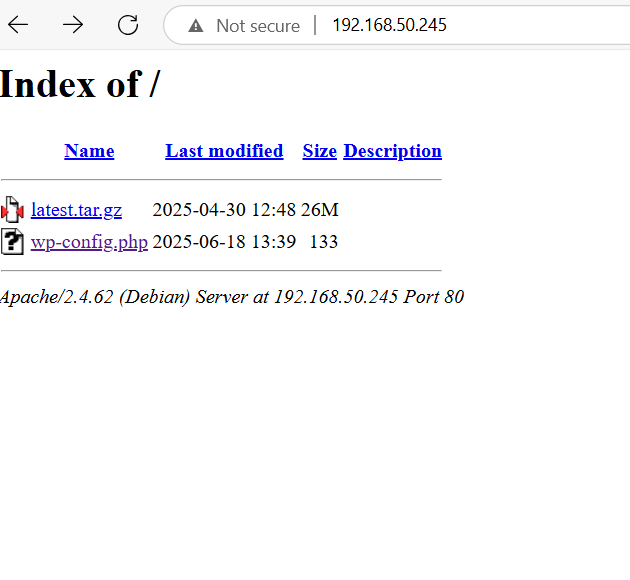 Not secure | 192.168.50.245
Index of /
Name Last modified Size Description
latest.tar.gz 2025-04-30 12:48 26M
wp-config.php 2025-06-18 13:39 133
Apache/2.4.62 (Debian) Server at 192.168.50.245 Port 80